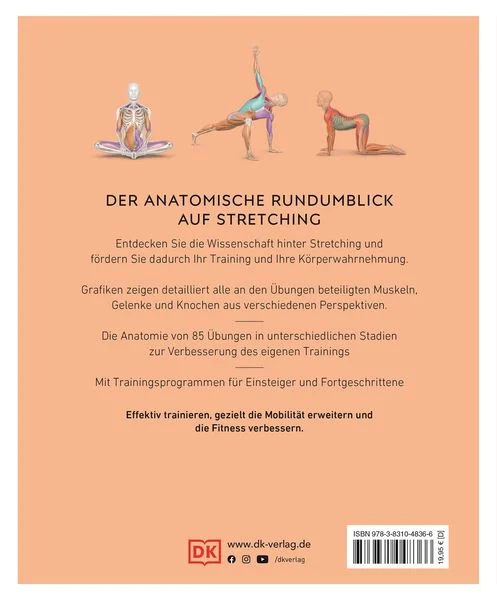 DER ANATOMISCHE RUNDUMBLICK
AUF STRETCHING
Entdecken Sie die Wissenschaft hinter Stretching und
fördern Sie dadurch Ihr Training und Ihre Körperwahrnehmung.
Grafiken zeigen detailliert alle an den Übungen beteiligten Muskeln,
Gelenke und Knochen aus verschiedenen Perspektiven.
Die Anatomie von 85 Übungen in unterschiedlichen Stadien
zur Verbesserung des eigenen Trainings
Mit Trainingsprogrammen für Einsteiger und Fortgeschrittene
Effektiv trainieren, gezielt die Mobilität erweitern und
die Fitness verbessern.
DK
www.dk-verlag.de
/dkverlag
ISBN 978-3-8310-4836-6
19,95 € [D]